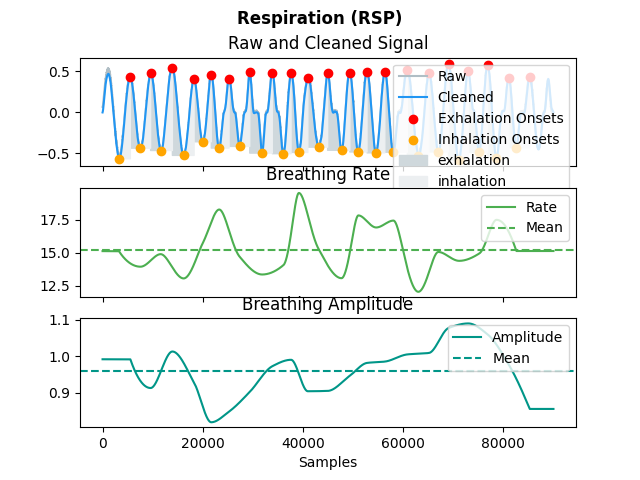 Respiration (RSP)
Raw and Cleaned Signal
0.5
0.0
−0.5
Raw
Cleaned
Exhalation Onsets
Inhalation Onsets
exhalation
inhalation
Breathing Rate
17.5
15.0
12.5
Rate
Mean
Breathing Amplitude
1.1
1.0
0.9
Amplitude
Mean
0 20000 40000 60000 80000
Samples